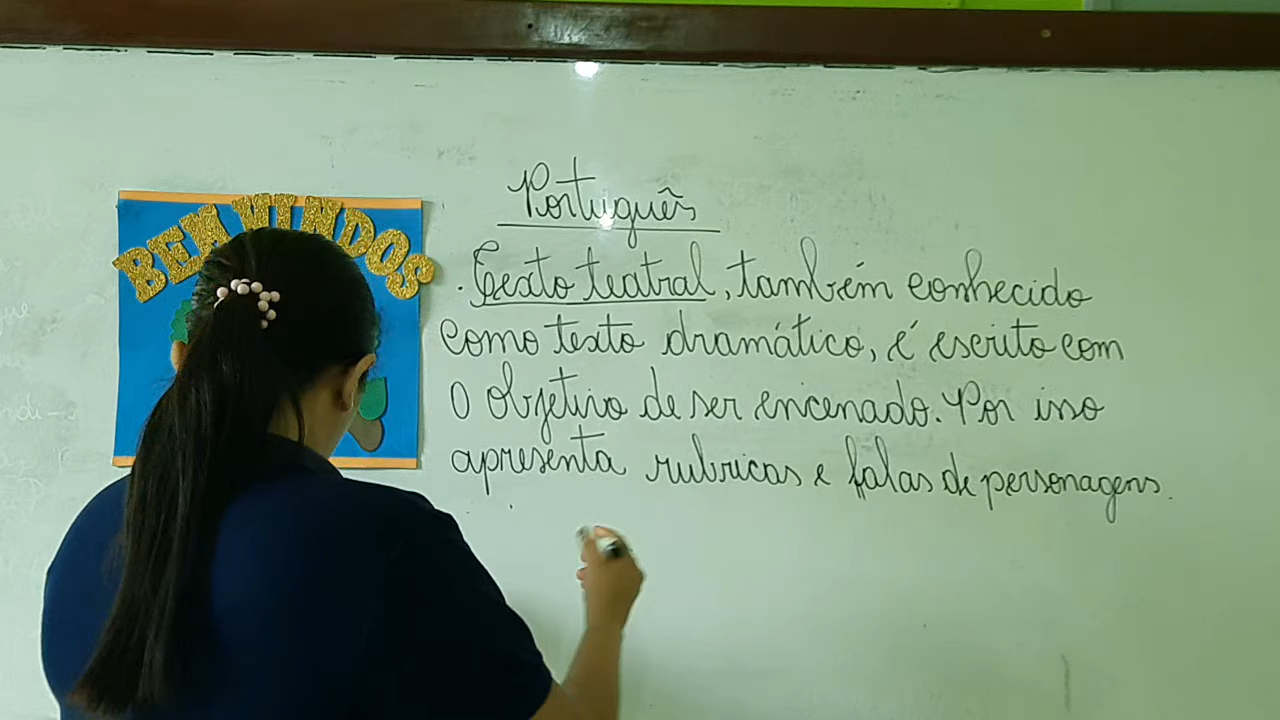 BEM VINDOS
Português
. Texto teatral, também conhecido
como texto dramático, é escrito com
o objetivo de ser encenado. Por isso
apresenta rubricas e falas de personagens.